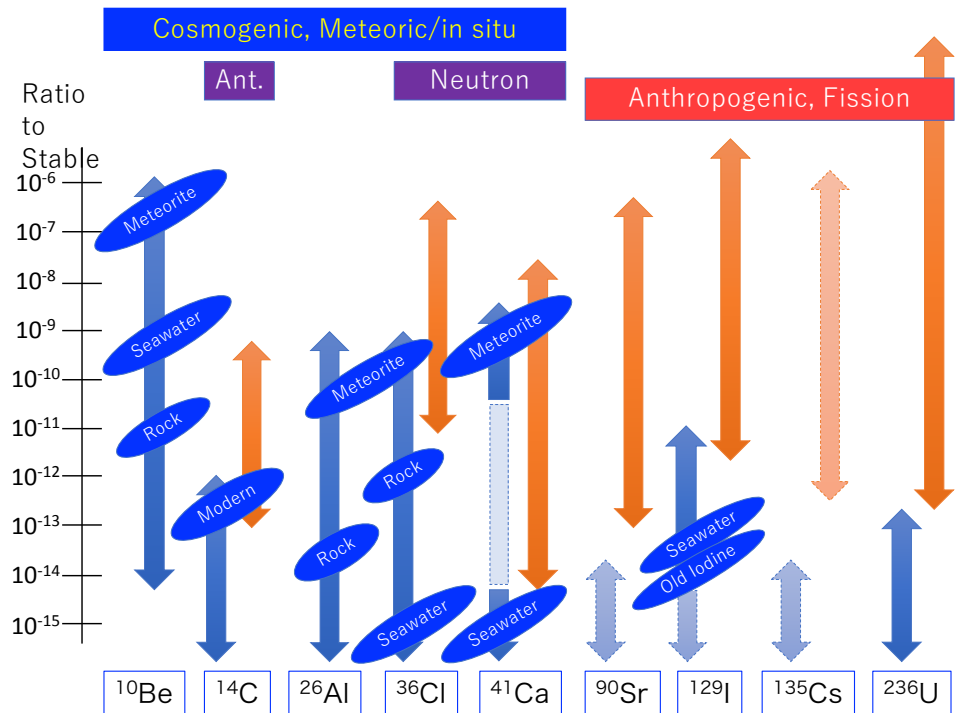 Cosmogenic, Meteoric/in situ
Ant.
Neutron
Anthropogenic, Fission
Ratio
to
Stable
10⁻⁶
10⁻⁷
10⁻⁸
10⁻⁹
10⁻¹⁰
10⁻¹¹
10⁻¹²
10⁻¹³
10⁻¹⁴
10⁻¹⁵
Meteorite
Seawater
Rock
Modern
Meteorite
Rock
Rock
Seawater
Meteorite
Seawater
Seawater
Old Iodine
¹⁰Be
¹⁴C
²⁶Al
³⁶Cl
⁴¹Ca
⁹⁰Sr
¹²⁹I
¹³⁵Cs
²³⁶U